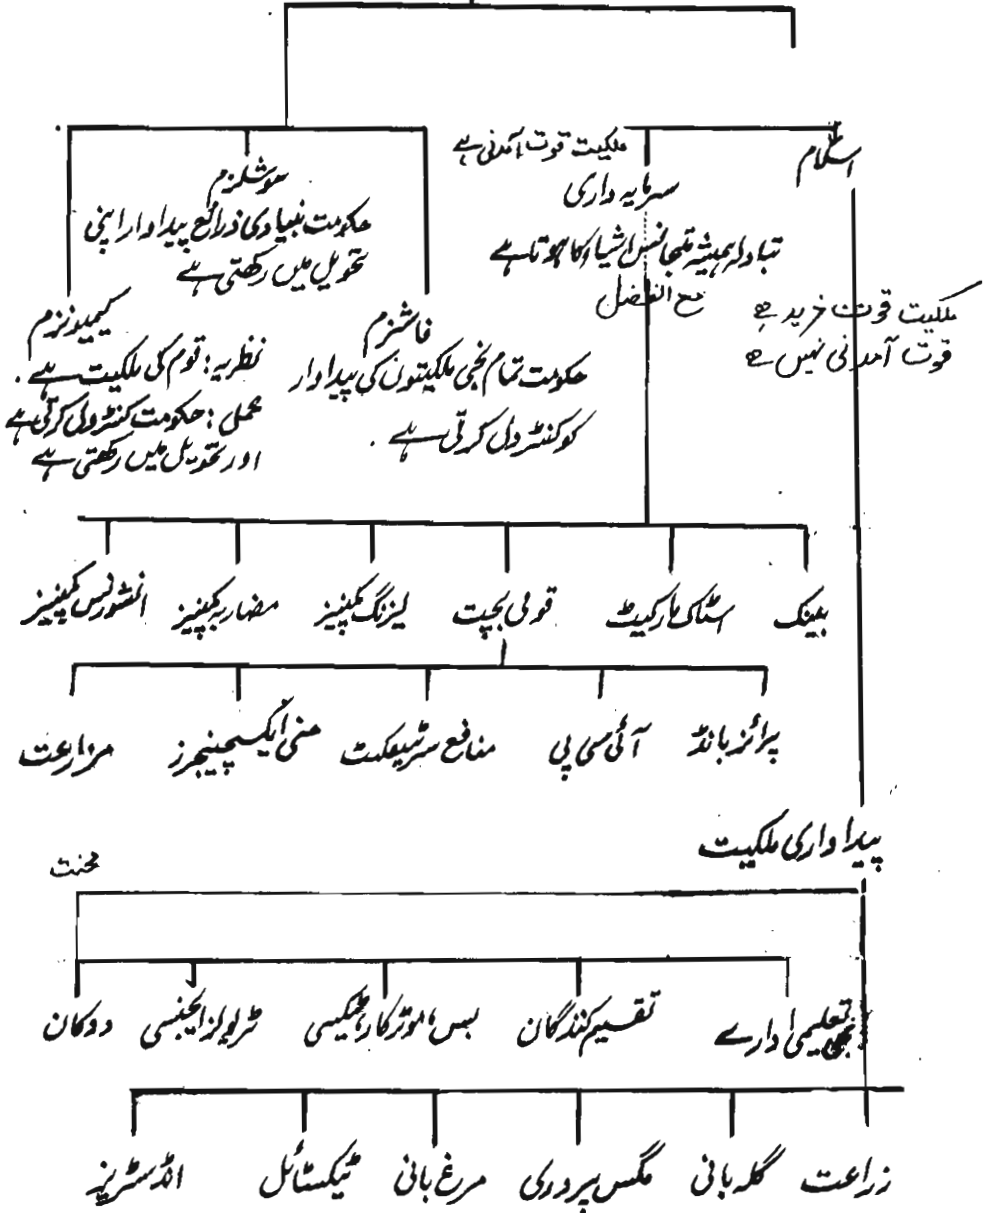 اسلام
ملکیت قوت خرید ہے
قوت آمدنی نہیں ہے
ملکیت قوت آمدنی ہے
سرمایہ داری
تبادلہ ہمیشہ متجانس اشیاء کا ہوتا ہے
مع الفضل
سوشلزم
حکومت بنیادی ذرائع پیداوار اپنی
تحویل میں رکھتی ہے
فاشزم
حکومت تمام نجی ملکیتوں کی پیداوار
کو کنٹرول کرتی ہے .
کیمیونزم
نظریہ : قوم کی ملکیت ہے .
عمل : حکومت کنٹرول کرتی ہے
اور تحویل میں رکھتی ہے
بینک
سٹاک مارکیٹ
قومی بچت
لیزنگ کمپنیز
مضاربہ کمپنیز
انشورنس کمپنیز
پرائز بانڈ
آئی سی پی
منافع سرٹیفکٹ
منی ایکسچینجرز
مزارعت
پیداواری ملکیت
محنت
نجی تعلیمی ادارے
تقسیم کنندگان
بس، موٹر کار، ٹیکسی
ٹریولز ایجنسی
دوکان
زراعت
گلہ بانی
مگس پروری
مرغ بانی
ٹیکسٹائل
انڈسٹریز